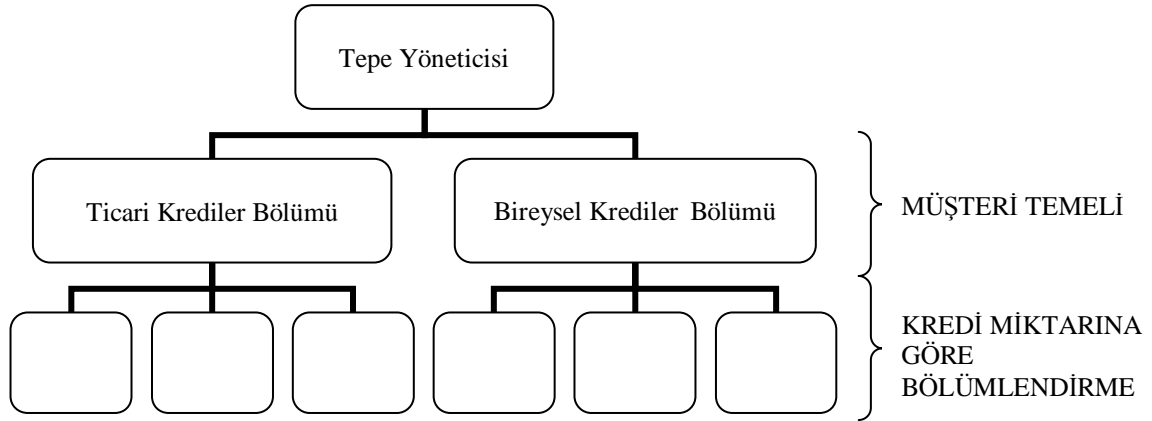 Tepe Yöneticisi
Ticari Krediler Bölümü
Bireysel Krediler Bölümü
MÜŞTERİ TEMELİ
KREDİ MİKTARINA
GÖRE
BÖLÜMLENDİRME